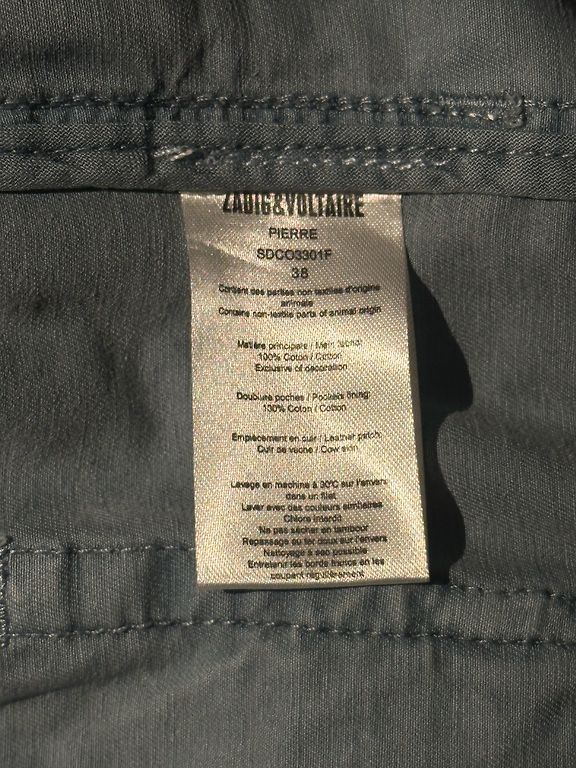 ZADIG&VOLTAIRE
PIERRE
SDCO3301F
38
Contient des parties non textiles d'origine
animale
Contains non-textile parts of animal origin
Matière principale / Main fabric
100% Coton / Cotton
Exclusive of decoration
Doublure poches / Pockets lining
100% Coton / Cotton
Empiècement en cuir / Leather patch
Cuir de vache / Cow skin
Lavage en machine à 30°C sur l'envers
dans un filet
Laver avec des couleurs similaires
Chlore interdit
Ne pas sécher en tambour
Repassage au fer doux sur l'envers
Nettoyage à sec possible
Entretenir les bords francs en les
coupant régulièrement